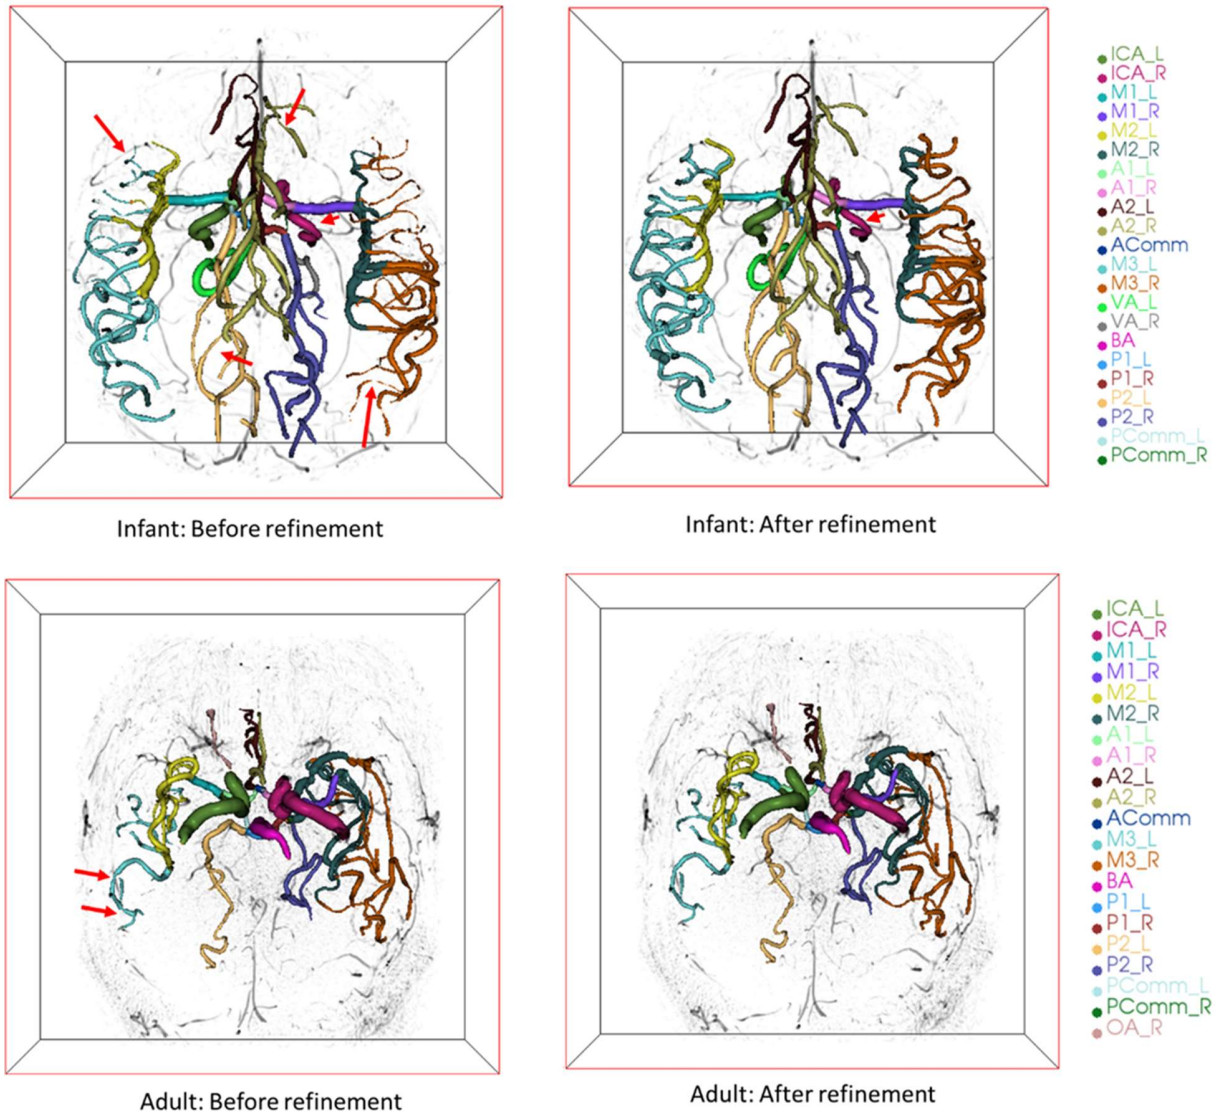 ICA_L
ICA_R
M1_L
M1_R
M2_L
M2_R
A1_L
A1_R
A2_L
A2_R
AComm
M3_L
M3_R
VA_L
VA_R
BA
P1_L
P1_R
P2_L
P2_R
PComm_L
PComm_R
Infant: Before refinement
Infant: After refinement
ICA_L
ICA_R
M1_L
M1_R
M2_L
M2_R
A1_L
A1_R
A2_L
A2_R
AComm
M3_L
M3_R
BA
P1_L
P1_R
P2_L
P2_R
PComm_L
PComm_R
OA_R
Adult: Before refinement
Adult: After refinement